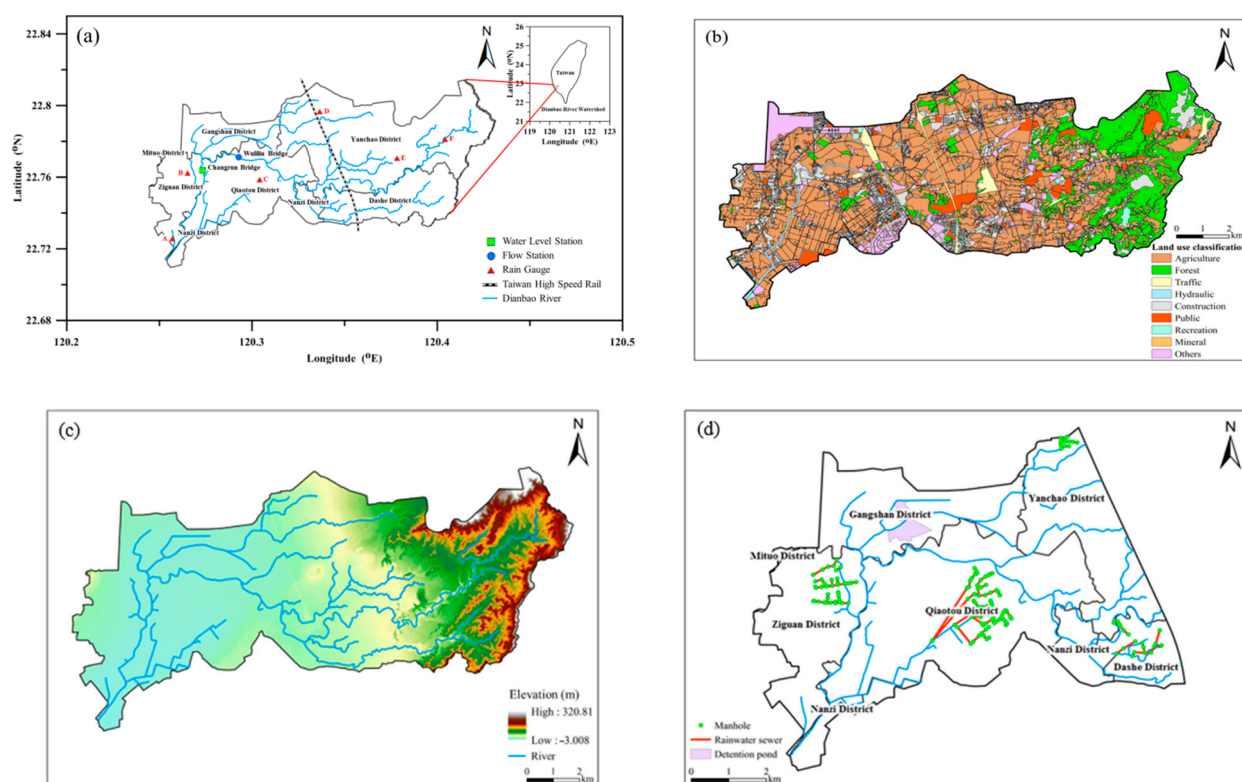 (a)
N
22.84
22.8
22.76
22.72
22.68
Latitude (°N)
120.2
120.3
120.4
120.5
Longitude (°E)
26
25
24
23
22
21
Latitude (°N)
Taiwan
Dianbao River Watershed
119 120 121 122 123
Longitude (°E)
D
Gangshan District
Yanchao District
F
Mituo District
Wulilin Bridge
E
Changrun Bridge
B
C
Ziguan District
Qiaotou District
Nanzi District
Dashe District
Nanzi District
A
Water Level Station
Flow Station
Rain Gauge
Taiwan High Speed Rail
Dianbao River
(b)
N
0 1 2
km
Land use classification
Agriculture
Forest
Traffic
Hydraulic
Construction
Public
Recreation
Mineral
Others
(c)
N
Elevation (m)
High : 320.81
Low : -3.008
River
0 1 2
km
(d)
N
Yanchao District
Gangshan District
Mituo District
Qiaotou District
Ziguan District
Nanzi District
Dashe District
Nanzi District
Manhole
Rainwater sewer
Detention pond
0 1 2
km